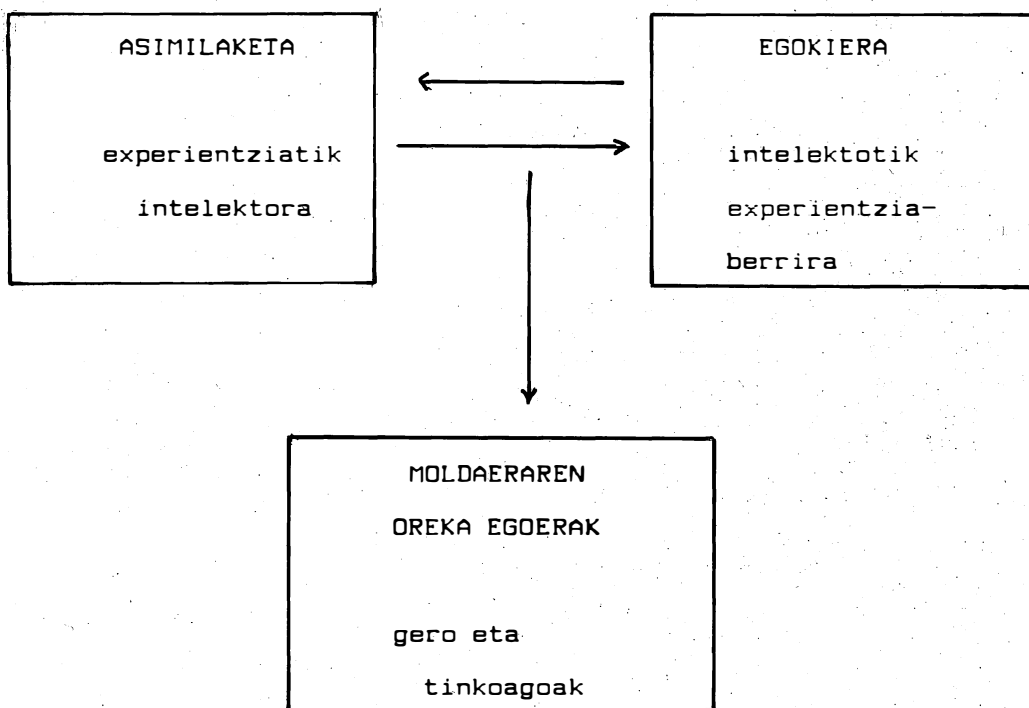 ASIMILAKETA
experientziatik
intelektora
EGOKIERA
intelektotik
experientzia-
berrira
MOLDAERAREN
OREKA EGOERAK
gero eta
tinkoagoak